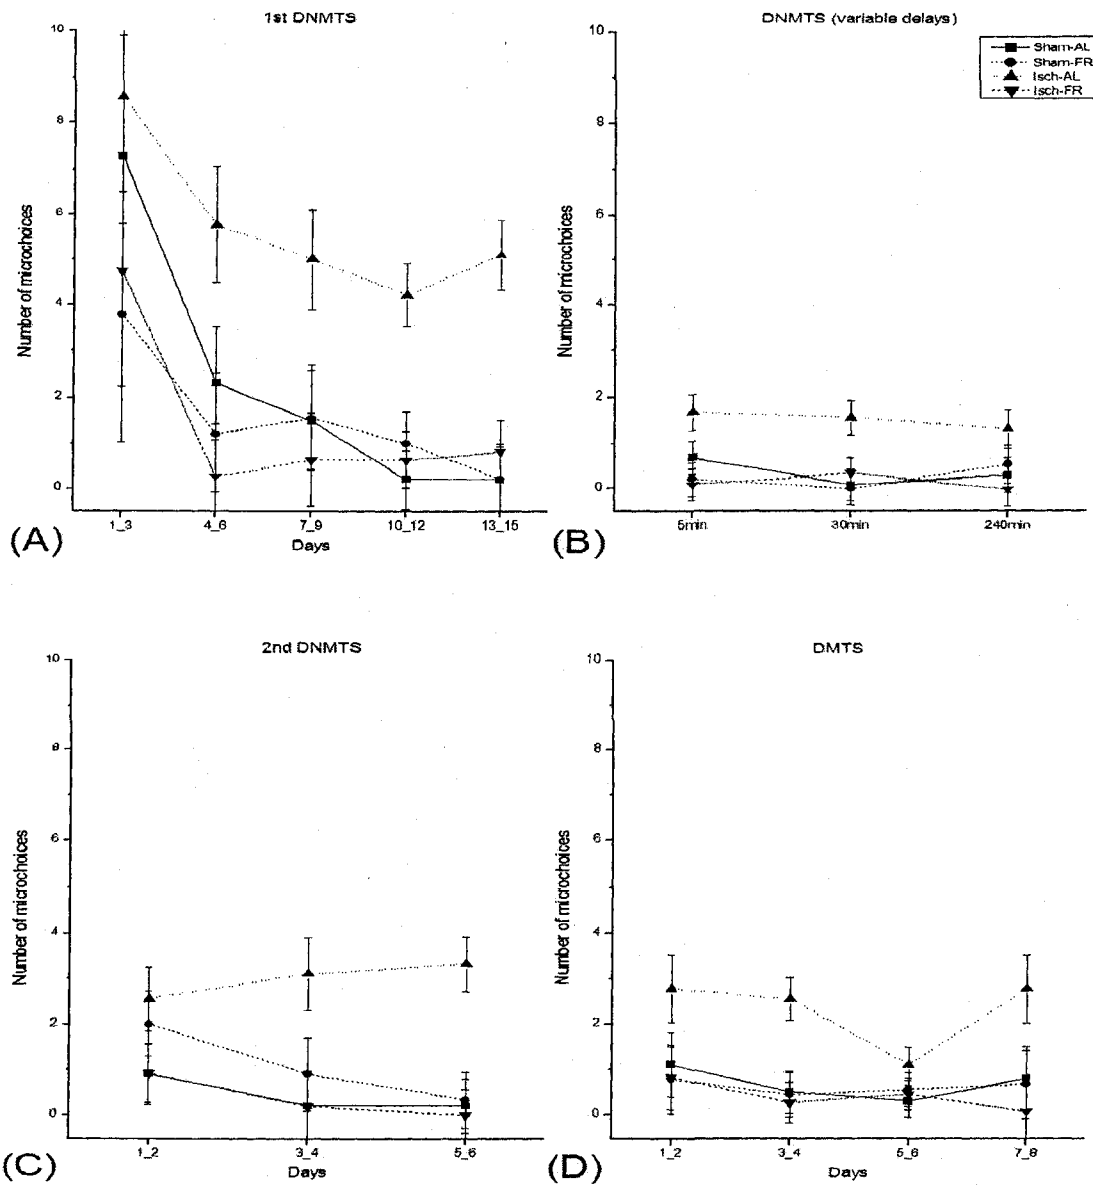 1st DNMTS
10
8
6
4
2
0
Number of microchoices
1_3
4_6
7_9
10_12
13_15
Days
(A)
DNMTS (variable delays)
Sham-AL
Sham-FR
Isch-AL
Isch-FR
10
8
6
4
2
0
Number of microchoices
5min
30min
240min
(B)
2nd DNMTS
10
8
6
4
2
0
Number of microchoices
1_2
3_4
5_6
Days
(C)
DMTS
10
8
6
4
2
0
Number of microchoices
1_2
3_4
5_6
7_8
Days
(D)